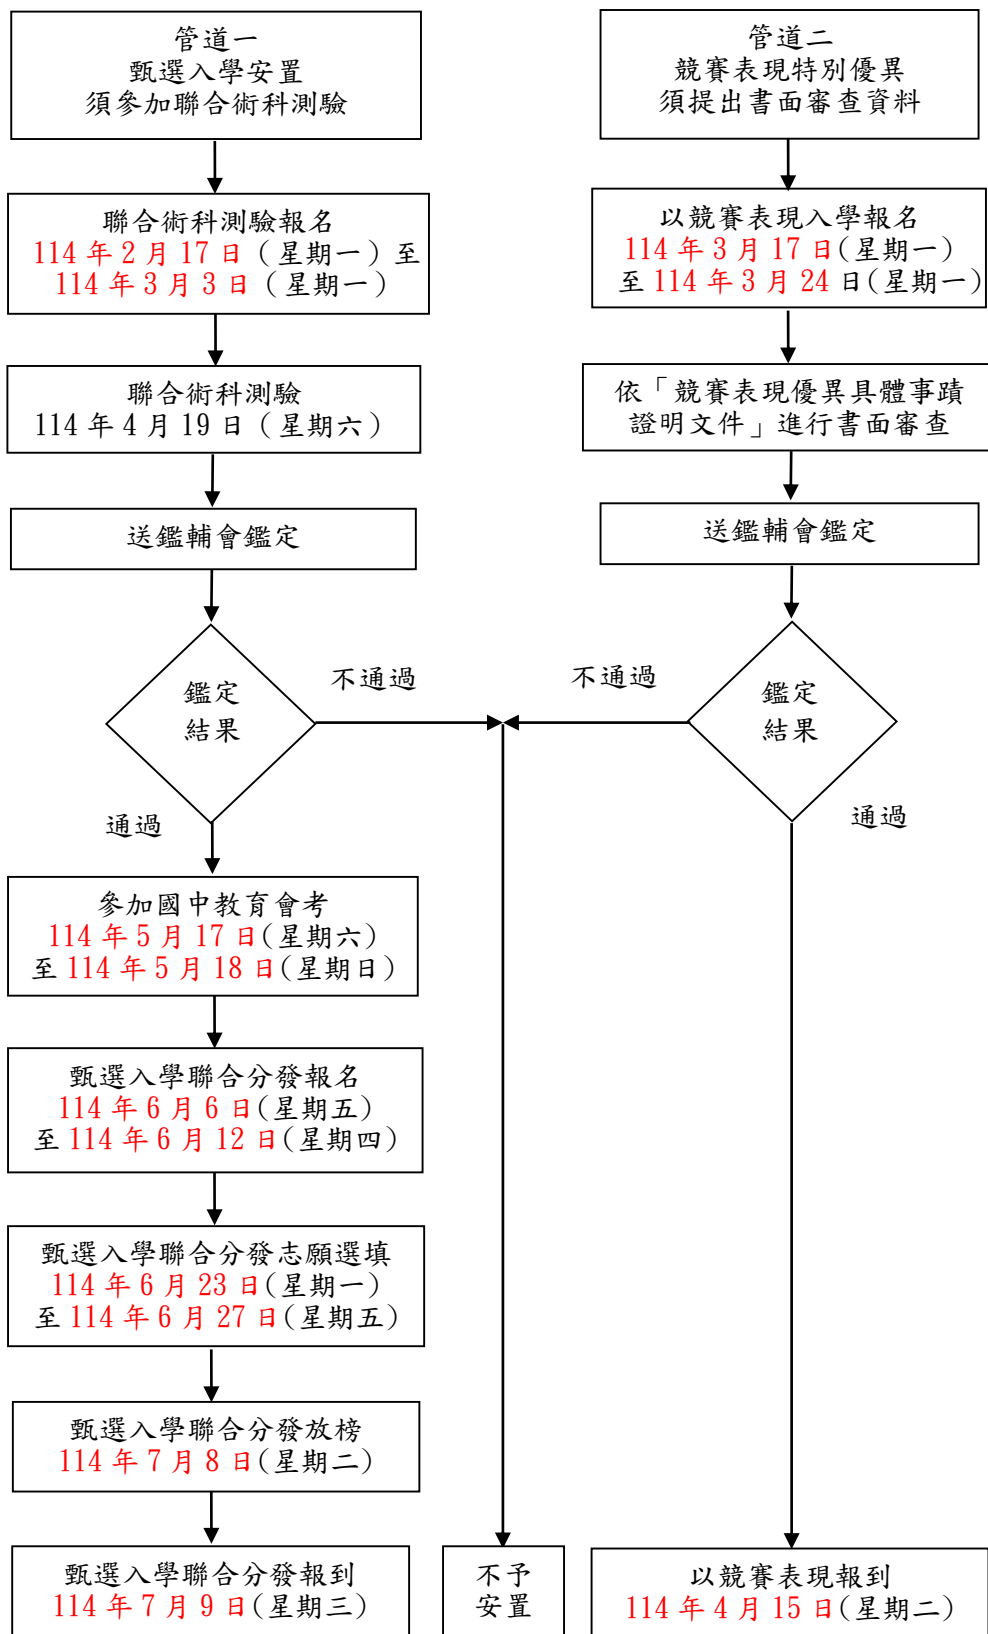 管道一
甄選入學安置
須參加聯合術科測驗
聯合術科測驗報名
114 年 2 月 17 日（星期一）至
114 年 3 月 3 日（星期一）
聯合術科測驗
114 年 4 月 19 日（星期六）
送鑑輔會鑑定
鑑定
結果
不通過
通過
參加國中教育會考
114 年 5 月 17 日(星期六)
至 114 年 5 月 18 日(星期日)
甄選入學聯合分發報名
114 年 6 月 6 日(星期五)
至 114 年 6 月 12 日(星期四)
甄選入學聯合分發志願選填
114 年 6 月 23 日(星期一)
至 114 年 6 月 27 日(星期五)
甄選入學聯合分發放榜
114 年 7 月 8 日(星期二)
甄選入學聯合分發報到
114 年 7 月 9 日(星期三)
管道二
競賽表現特別優異
須提出書面審查資料
以競賽表現入學報名
114 年 3 月 17 日(星期一)
至 114 年 3 月 24 日(星期一)
依「競賽表現優異具體事蹟
證明文件」進行書面審查
送鑑輔會鑑定
鑑定
結果
不通過
通過
不予
安置
以競賽表現報到
114 年 4 月 15 日(星期二)